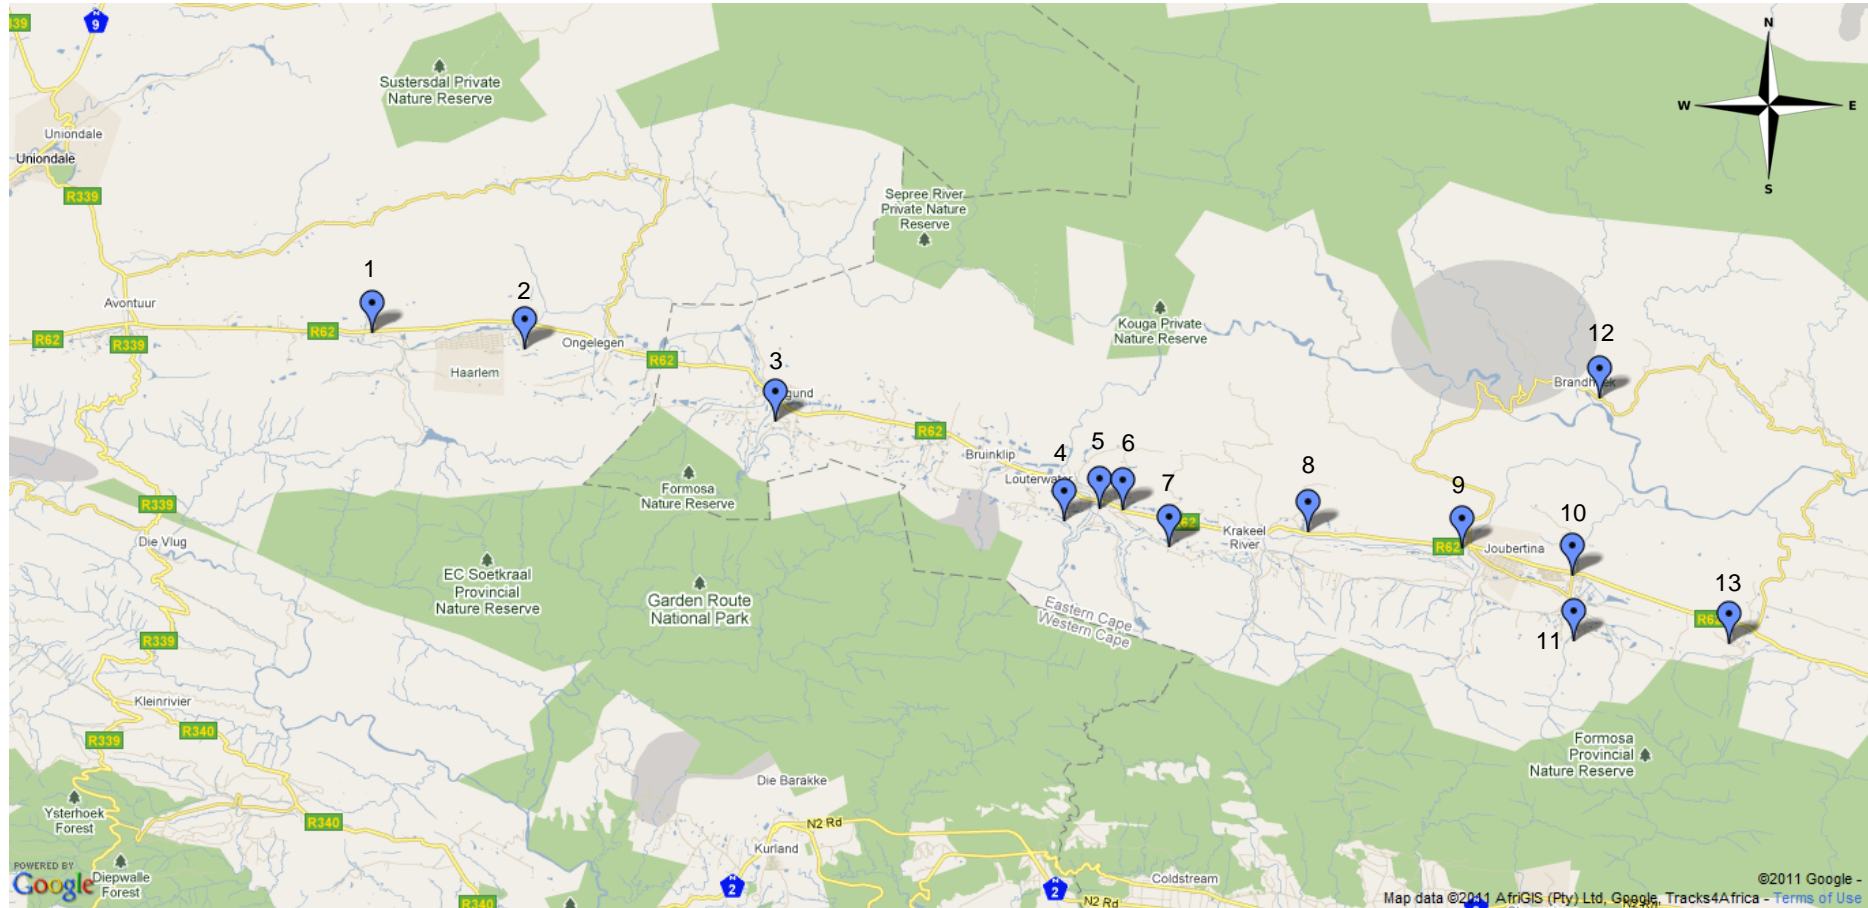 339
N
9
N
Sustersdal Private
Nature Reserve
W
E
Uniondale
Uniondale
S
R339
Sepree River
Private Nature
Reserve
1
2
Avontuur
R62
R62
R339
Ongelegen
Kouga Private
Nature Reserve
12
R62
3
Haarlem
gund
R62
Bruinklip
4
5
6
Formosa
Nature Reserve
7
8
9
R339
62
Krakeel
River
10
Die Vlug
R62
Joubertina
EC Soetkraal
Provincial
Nature Reserve
13
Garden Route
National Park
Eastern Cape
Western Cape
11
R62
R339
Kleinrivier
R340
R339
Formosa
Provincial
Nature Reserve
Die Barakke
Ysterhoek
Forest
R340
N2 Rd
Kurland
POWERED BY
Google
Diepwalle
Forest
N
2
N
2
Coldstream
©2011 Google -
R340
N2 Rd
Map data ©2011 AfriGIS (Pty) Ltd, Google, Tracks4Africa - Terms of Use